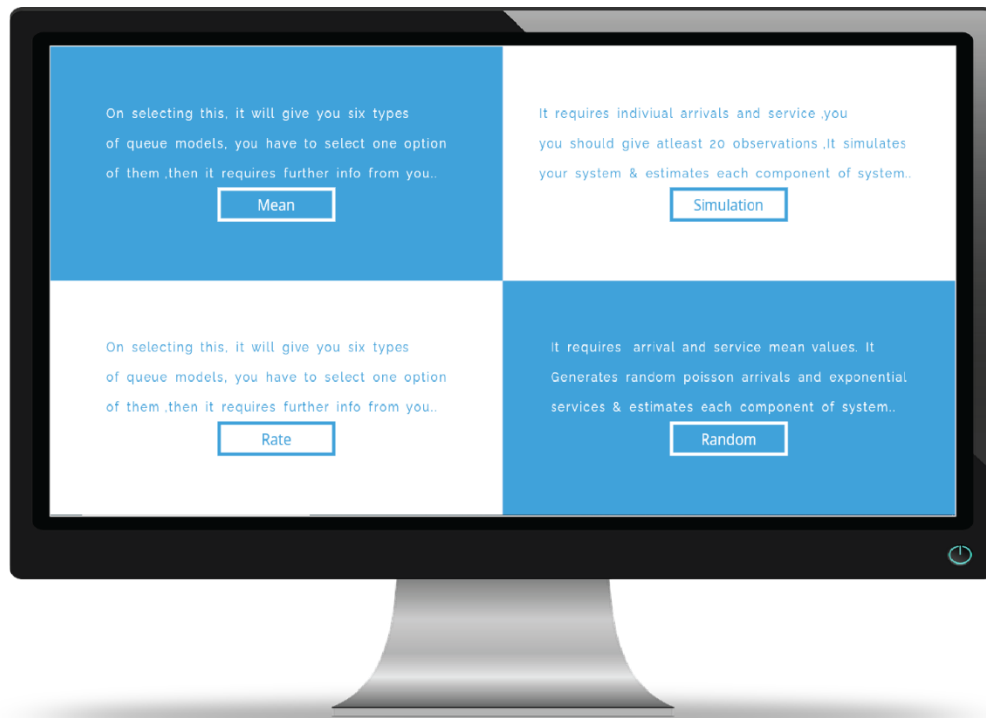 On selecting this, it will give you six types
of queue models, you have to select one option
of them ,then it requires further info from you..
Mean
It requires indiviual arrivals and service ,you
you should give atleast 20 observations ,It simulates
your system & estimates each component of system..
Simulation
On selecting this, it will give you six types
of queue models, you have to select one option
of them ,then it requires further info from you..
Rate
It requires arrival and service mean values. It
Generates random poisson arrivals and exponential
services & estimates each component of system..
Random